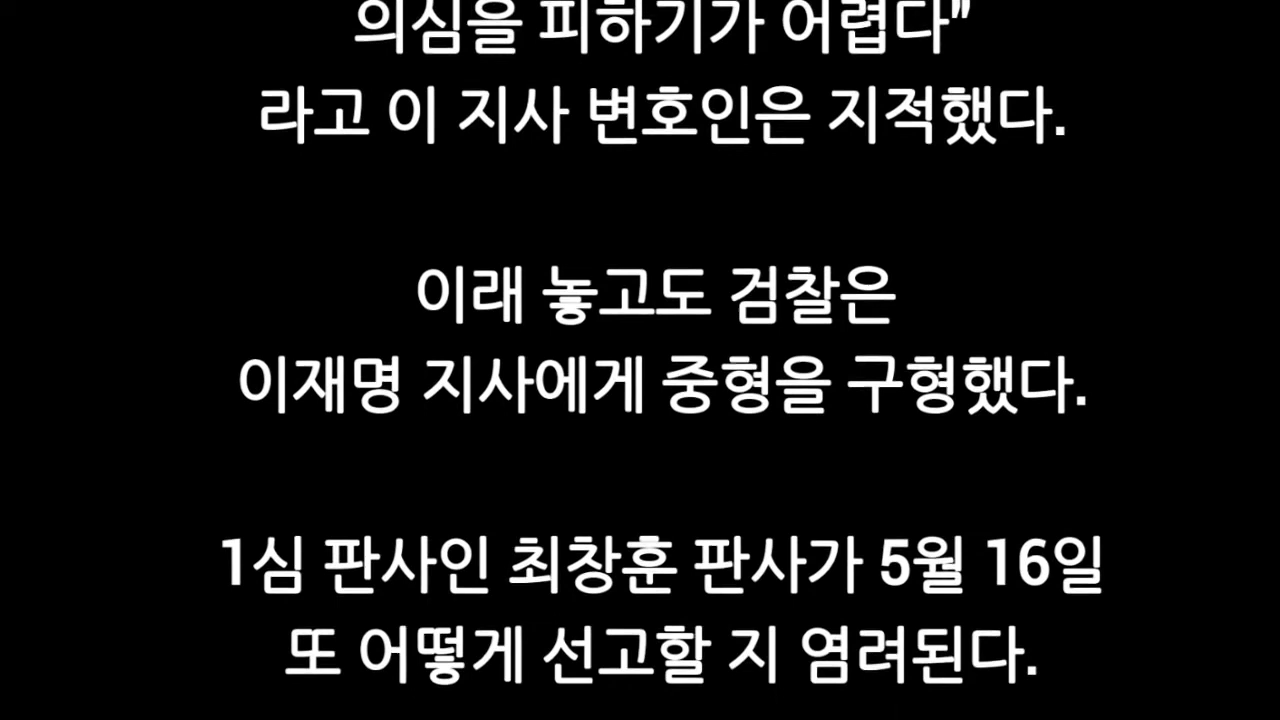 의심을 피하기가 어렵다"
라고 이 지사 변호인은 지적했다.
이래 놓고도 검찰은
이재명 지사에게 중형을 구형했다.
1심 판사인 최창훈 판사가 5월 16일
또 어떻게 선고할 지 염려된다.